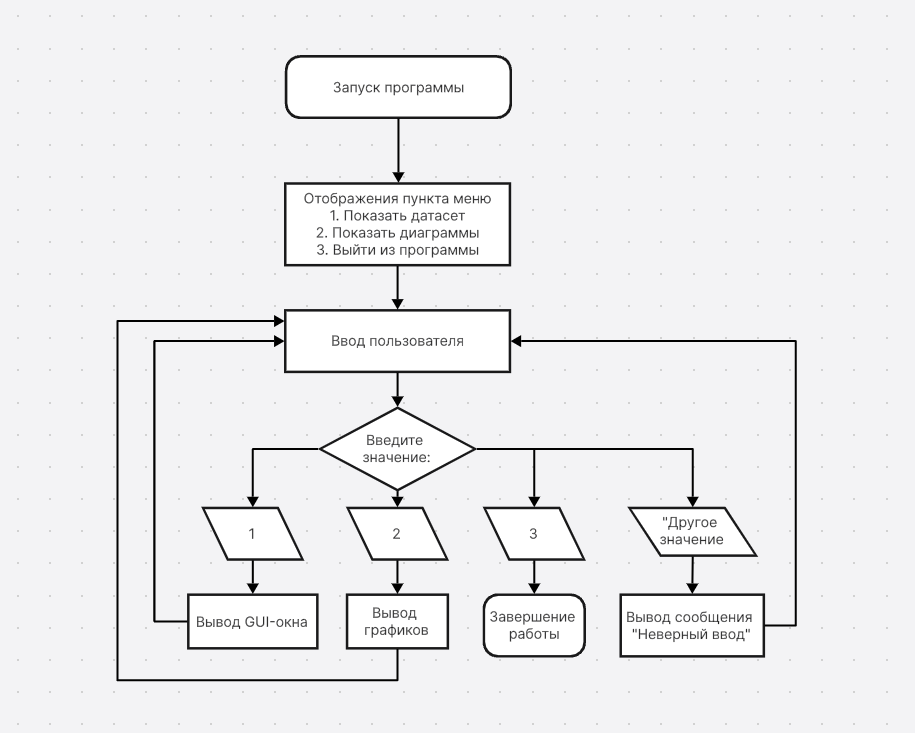 Запуск программы
Отображения пункта меню
1. Показать датасет
2. Показать диаграммы
3. Выйти из программы
Ввод пользователя
Введите
значение:
1
2
3
"Другое
значение
Вывод GUI-окна
Вывод
графиков
Завершение
работы
Вывод сообщения
"Неверный ввод"